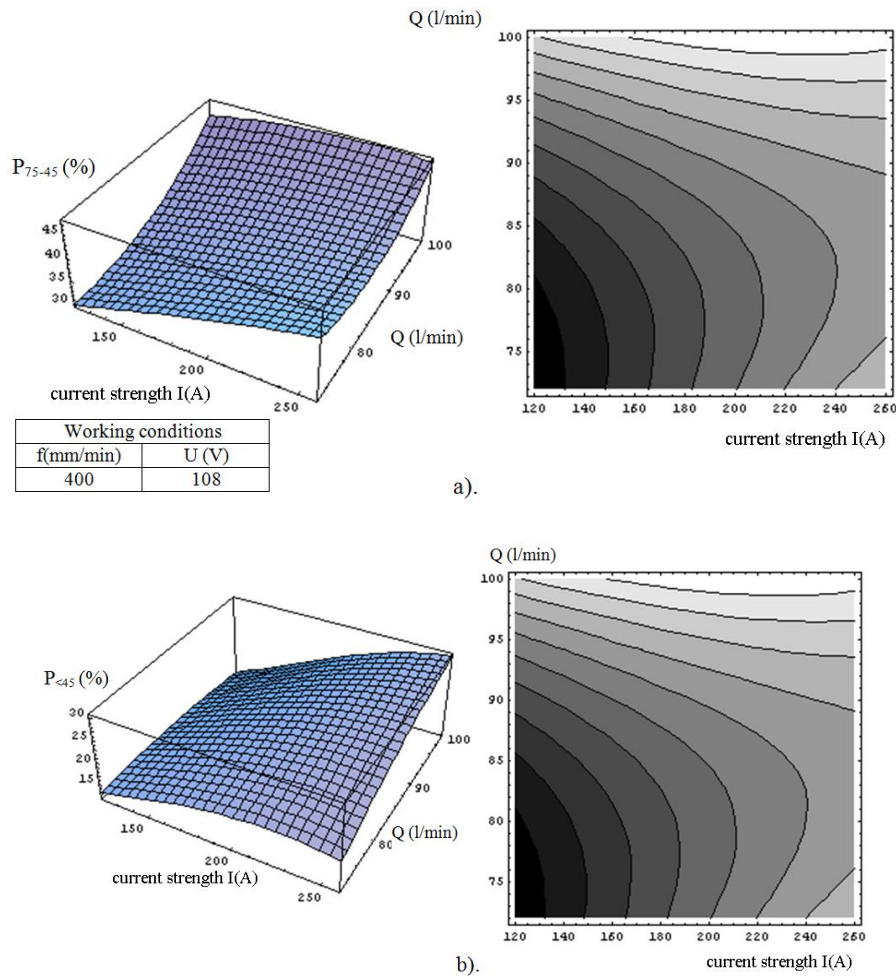 Q (l/min)
P75-45 (%)
45
40
35
30
150
200
250
current strength I(A)
80
90
100
Q (l/min)
100
95
90
85
80
75
120 140 160 180 200 220 240 260
current strength I(A)
Working conditions
f(mm/min) U (V)
400 108
a).
Q (l/min)
P<45 (%)
30
25
20
15
150
200
250
current strength I(A)
80
90
100
Q (l/min)
100
95
90
85
80
75
120 140 160 180 200 220 240 260
current strength I(A)
b).